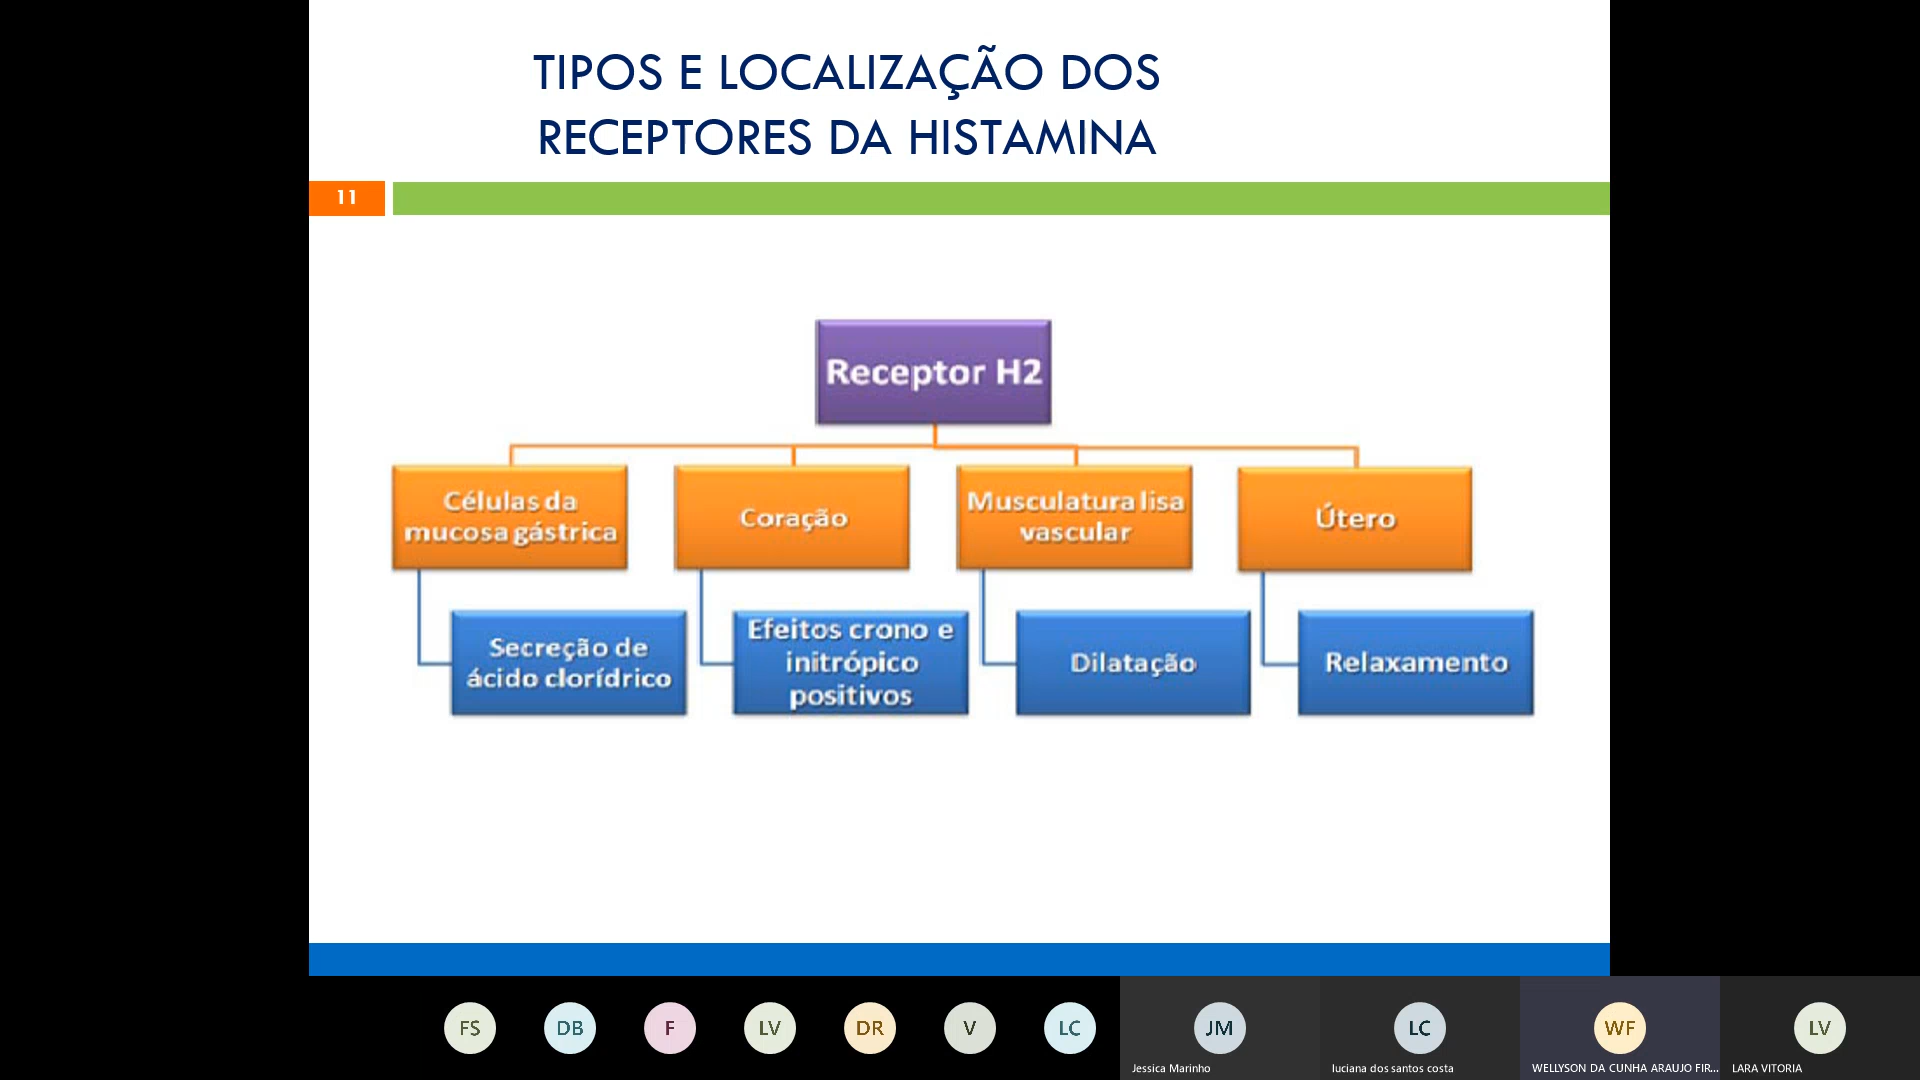 TIPOS E LOCALIZAÇÃO DOS
RECEPTORES DA HISTAMINA
11
Receptor H2
Células da
mucosa gástrica
Coração
Musculatura lisa
vascular
Útero
Secreção de
ácido clorídrico
Efeitos crono e
initrópico
positivos
Dilatação
Relaxamento
FS
DB
F
LV
DR
V
LC
JM
LC
WF
LV
Jessica Marinho
luciana dos santos costa
WELLYSON DA CUNHA ARAUJO FIR...
LARA VITORIA